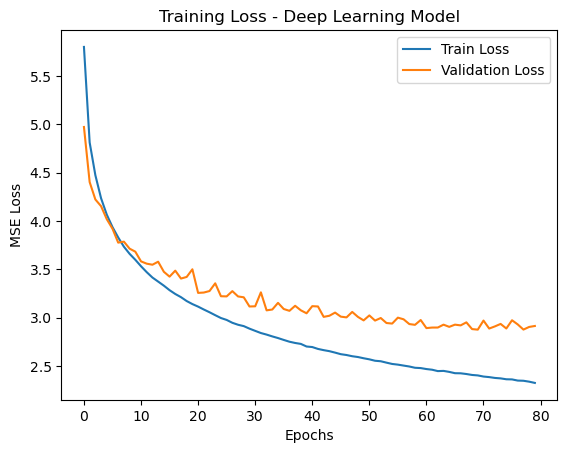 Training Loss - Deep Learning Model
Train Loss
Validation Loss
MSE Loss
5.5
5.0
4.5
4.0
3.5
3.0
2.5
0 10 20 30 40 50 60 70 80
Epochs